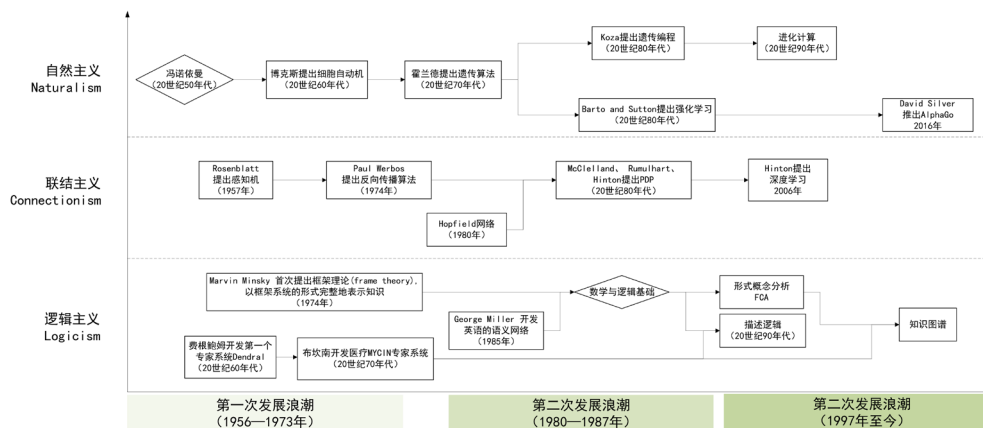 自然主义
Naturalism
冯诺依曼
(20世纪50年代)
博克斯提出细胞自动机
(20世纪60年代)
霍兰德提出遗传算法
(20世纪70年代)
Koza提出遗传编程
(20世纪80年代)
进化计算
(20世纪90年代)
Barto and Sutton提出强化学习
(20世纪80年代)
David Silver
推出AlphaGo
2016年
联结主义
Connectionism
Rosenblatt
提出感知机
(1957年)
Paul Werbos
提出反向传播算法
(1974年)
Hopfield网络
(1980年)
McClelland、Rumulhart、
Hinton提出PDP
(20世纪80年代)
Hinton提出
深度学习
2006年
逻辑主义
Logicism
Marvin Minsky 首次提出框架理论(frame theory),
以框架系统的形式完整地表示知识
(1974年)
George Miller 开发
英语的语义网络
(1985年)
数学与逻辑基础
形式概念分析
FCA
描述逻辑
(20世纪90年代)
知识图谱
费根鲍姆开发第一个
专家系统Dendral
(20世纪60年代)
布坎南开发医疗MYCIN专家系统
(20世纪70年代)
第一次发展浪潮
(1956—1973年)
第二次发展浪潮
(1980—1987年)
第二次发展浪潮
(1997年至今)